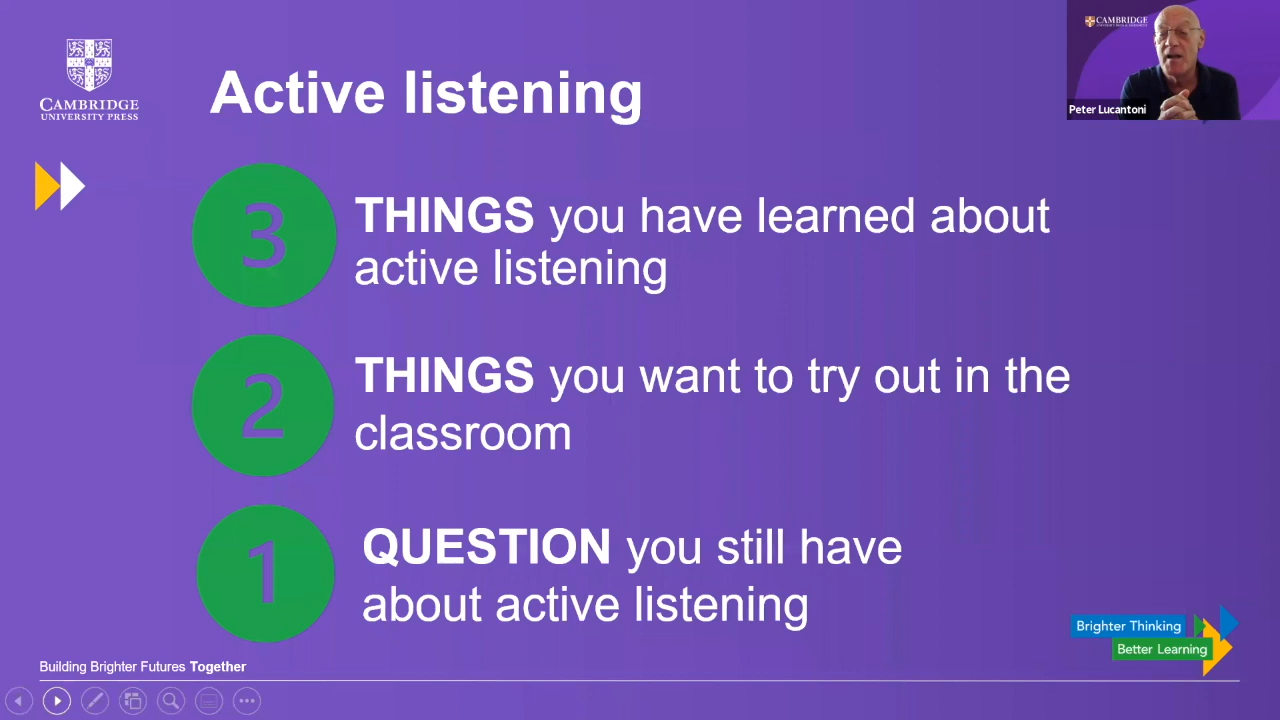 CAMBRIDGE
UNIVERSITY PRESS
Active listening
CAMBRIDGE
Peter Lucantoni
3
THINGS you have learned about
active listening
2
THINGS you want to try out in the
classroom
1
QUESTION you still have
about active listening
Brighter Thinking
Better Learning
Building Brighter Futures Together